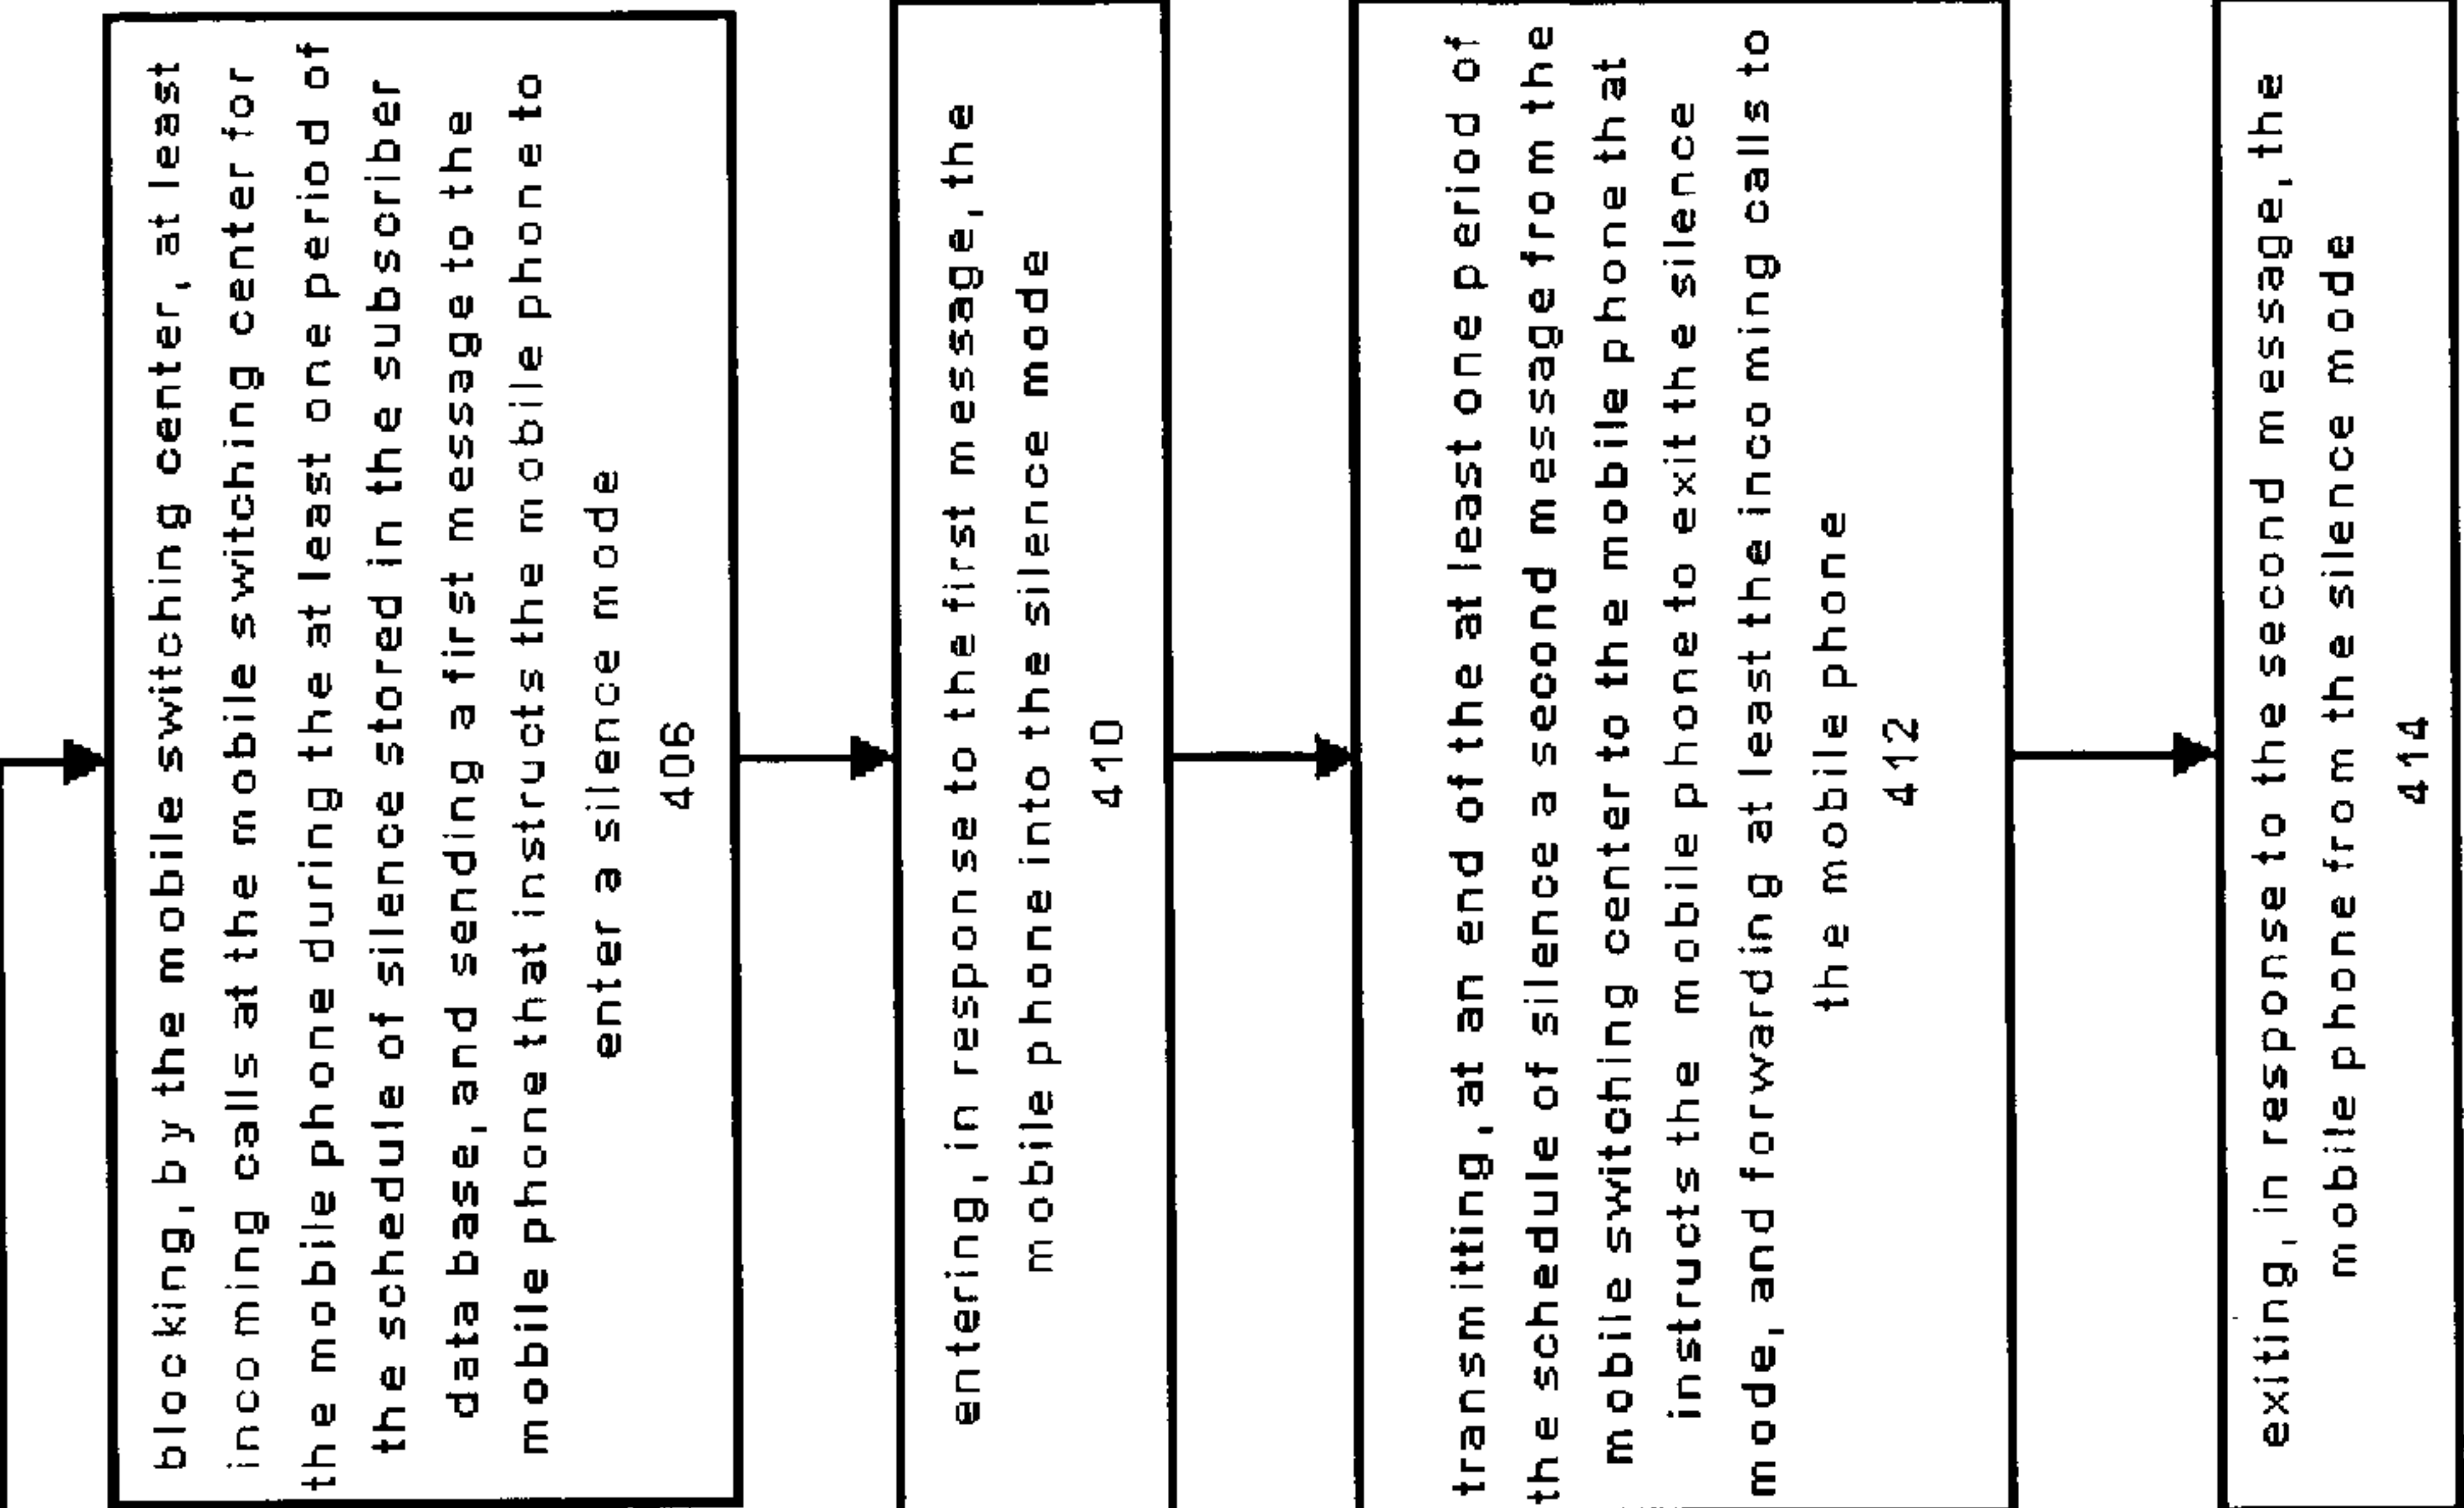 blocking, by the mobile switching center, at least
incoming calls at the mobile switching center for
the mobile phone during the at least one period of
the schedule of silence stored in the subscriber
data base, and sending a first message to the
mobile phone that instructs the mobile phone to
enter a silence mode
406
entering, in response to the first message, the
mobile phone into the silence mode
410
transmitting, at an end of the at least one period of
the schedule of silence a second message from the
mobile switching center to the mobile phone that
instructs the mobile phone to exit the silence
mode, and forwarding at least the incoming calls to
the mobile phone
412
exiting, in response to the second message, the
mobile phone from the silence mode
414